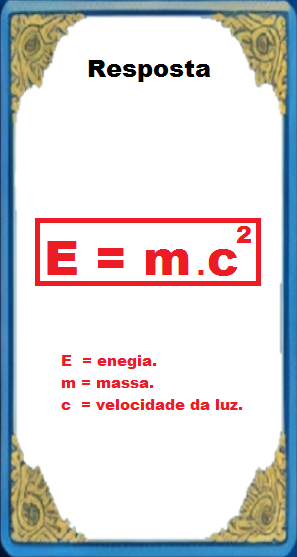 Resposta
E = m.c²
E = enegia.
m = massa.
c = velocidade da luz.